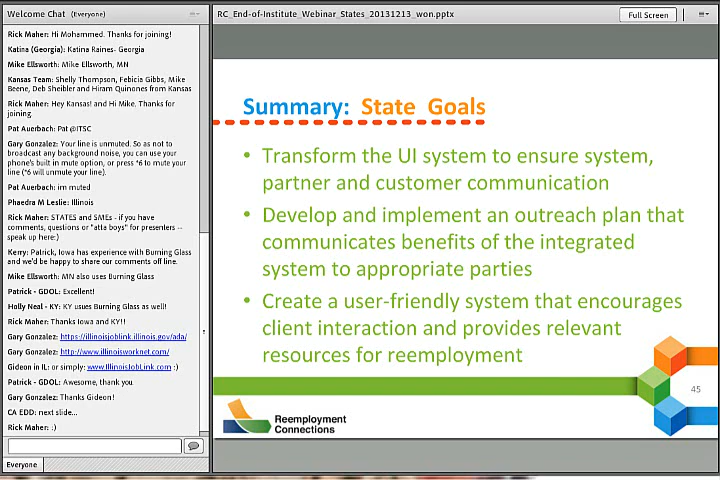 Welcome Chat (Everyone)
Rick Maher: Hi Mohammed. Thanks for joining!
Katina (Georgia): Katina Raines- Georgia
Mike Ellsworth: Mike Ellsworth, MN
Kansas Team: Shelly Thompson, Febicia Gibbs, Mike
Beene, Deb Sheibler and Hiram Quinones from Kansas
Rick Maher: Hey Kansas! and Hi Mike. Thanks for
joining
Pat Auerbach: Pat @ITSC
Gary Gonzalez: Your line is unmuted. So as not to
broadcast any background noise, you can use your
phone's built in mute option, or press *6 to mute your
line (*6 will unmute your line).
Pat Auerbach: im muted
Phaedra M Leslie: Illinois
Rick Maher: STATES and SMEs - if you have
comments, questions or "atta boys" for presenters --
speak up here:)
Kerry: Patrick, Iowa has experience with Burning Glass
and we'd be happy to share our comments off line.
Mike Ellsworth: MN also uses Burning Glass
Patrick - GDOL: Excellent!
Holly Neal - KY: KY usues Burning Glass as well!
Rick Maher: Thanks Iowa and KY!!
Gary Gonzalez: https://illinoisjoblink.illinois.gov/ada/
Gary Gonzalez: http://www.illinoisworknet.com/
Gideon in IL: or simply: www.IllinoisJobLink.com :)
Patrick - GDOL: Awesome, thank you.
Gary Gonzalez: Thanks Gideon!
CA EDD: next slide...
Rick Maher: :)
Everyone
RC_End-of-Institute_Webinar_States_20131213_won.pptx
Full Screen
Summary: State Goals
• Transform the UI system to ensure system,
partner and customer communication
• Develop and implement an outreach plan that
communicates benefits of the integrated
system to appropriate parties
• Create a user-friendly system that encourages
client interaction and provides relevant
resources for reemployment
45
Reemployment
Connections